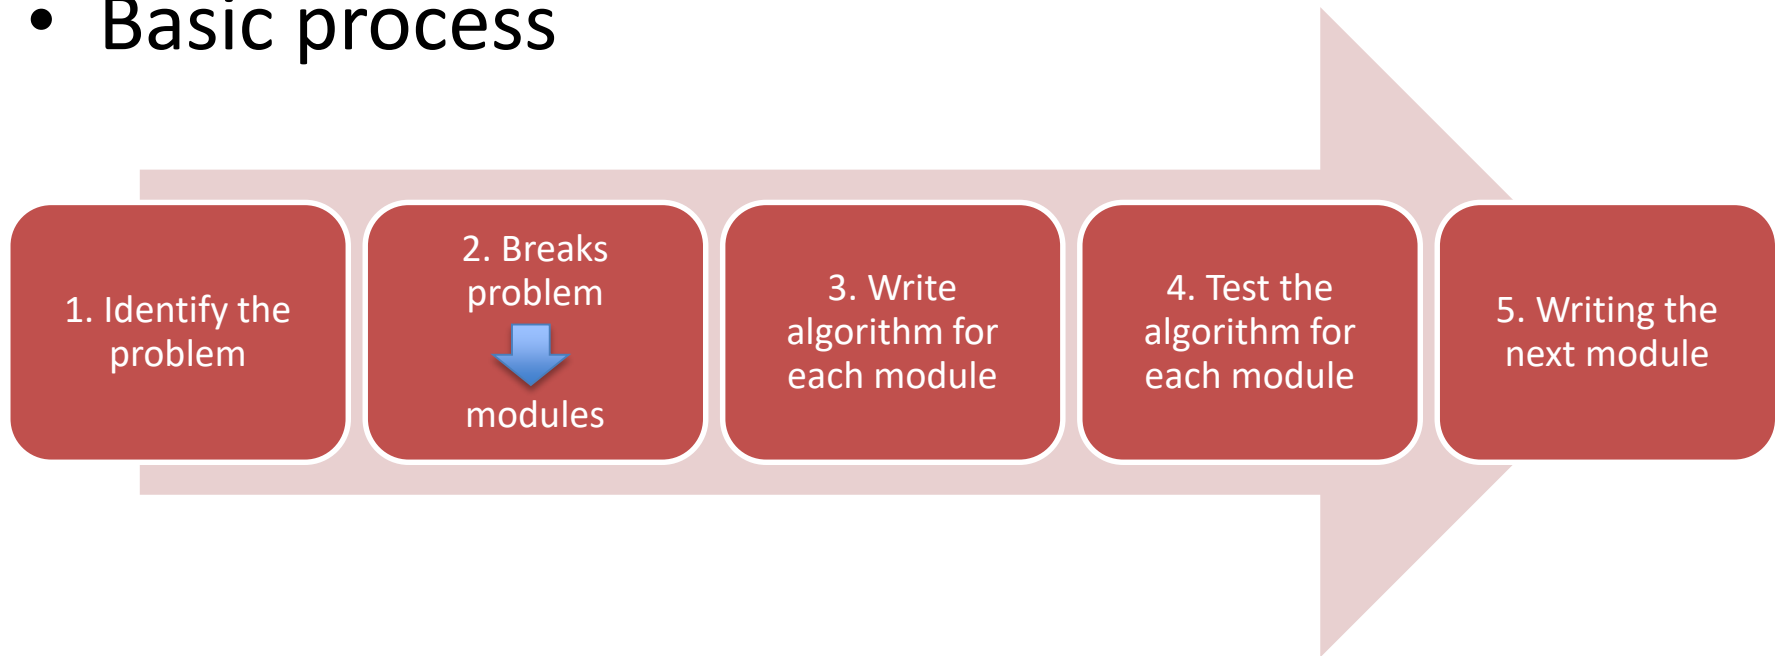 • Basic process
1. Identify the
problem
2. Breaks
problem
modules
3. Write
algorithm for
each module
4. Test the
algorithm for
each module
5. Writing the
next module